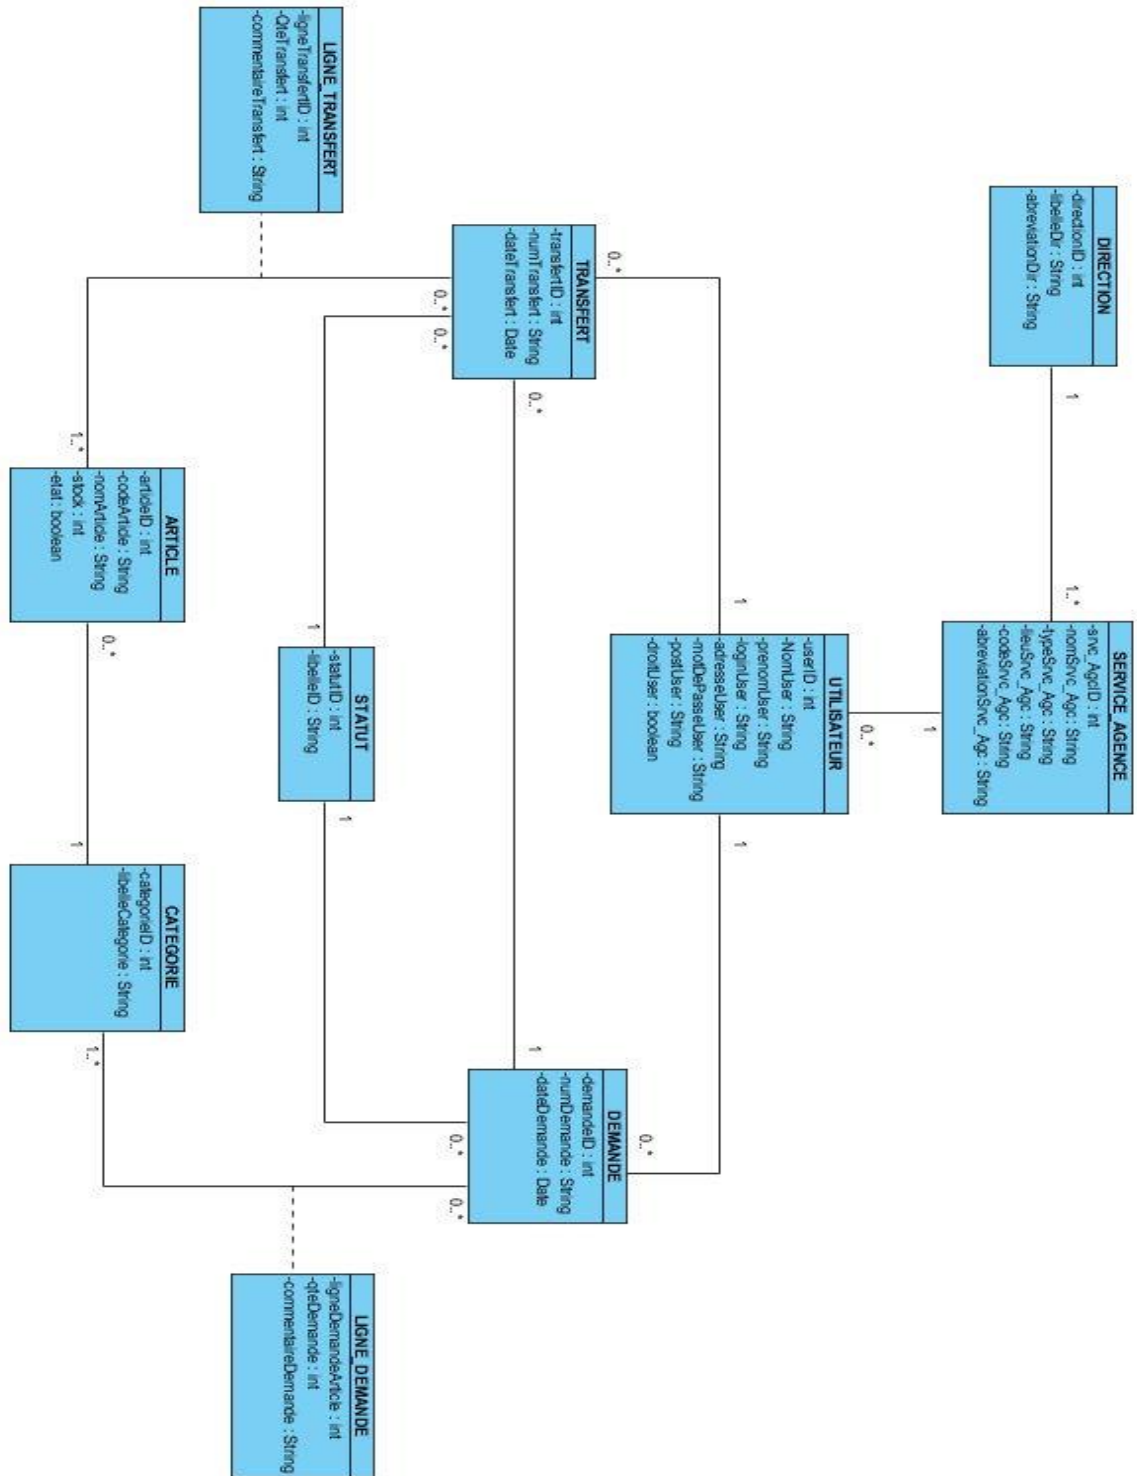 DIRECTION
-directionID : int
-libelleDir : String
-abreviationDir : String
1
1..*
SERVICE_AGENCE
-srvc_AgcID : int
-nomSrvc_Agc : String
-typeSrvc_Agc : String
-lieuSrvc_Agc : String
-codeSrvc_Agc : String
-abreviationSrvc_Agc : String
1
0..*
UTILISATEUR
-userID : int
-NomUser : String
-prenomUser : String
-loginUser : String
-adresseUser : String
-motDePasseUser : String
-postUser : String
-droitUser : boolean
1
1
0..*
0..*
TRANSFERT
-transfertID : int
-numTransfert : String
-dateTransfert : Date
0..*
1
DEMANDE
-demandeID : int
-numDemande : String
-dateDemande : Date
0..*
0..*
0..*
0..*
STATUT
-statutID : int
-libelleID : String
1
1
LIGNE_TRANSFERT
-ligneTransfertID : int
-QteTransfert : int
-commentaireTransfert : String
LIGNE_DEMANDE
-ligneDemandeArticle : int
-qteDemande : int
-commentaireDemande : String
ARTICLE
-articleID : int
-codeArticle : String
-nomArticle : String
-stock : int
-etat : boolean
1..*
0..*
1
CATEGORIE
-categorieID : int
-libelleCategorie : String
1..*